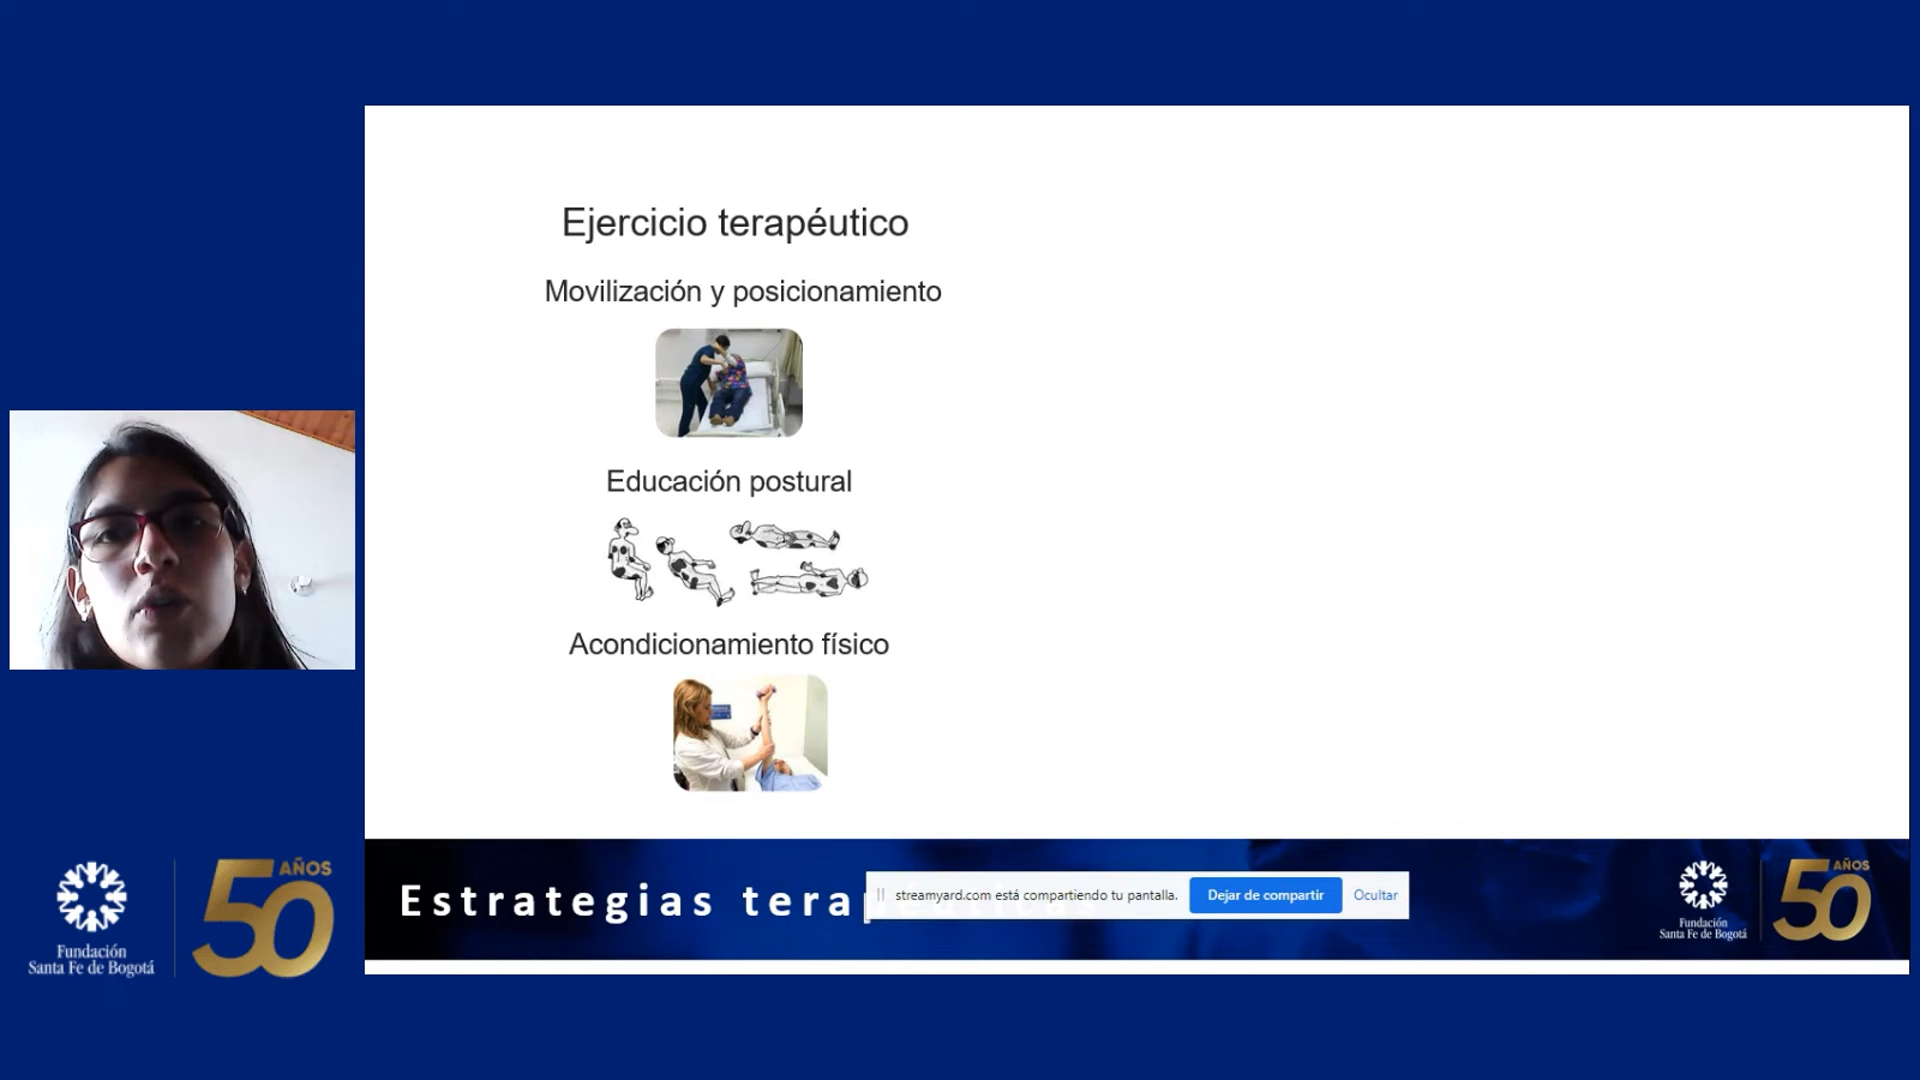 Ejercicio terapéutico
Movilización y posicionamiento
Educación postural
Acondicionamiento físico
Estrategias tera
streamyard.com está compartiendo tu pantalla.
Dejar de compartir
Ocultar
Fundación
Santa Fe de Bogotá
50 AÑOS
Fundación
Santa Fe de Bogotá
50 AÑOS